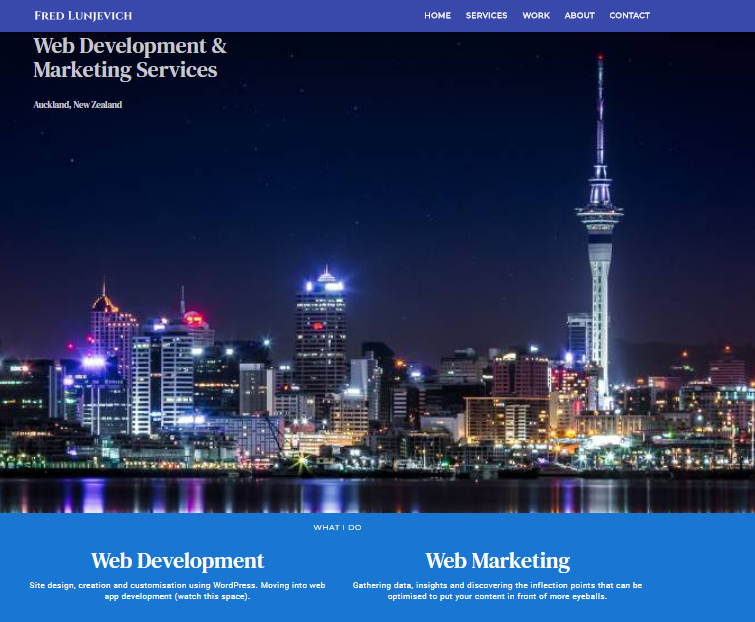 Fred Lunjevich
HOME SERVICES WORK ABOUT CONTACT
Web Development &
Marketing Services
Auckland, New Zealand
WHAT I DO
Web Development
Site design, creation and customisation using WordPress. Moving into web
app development (watch this space).
Web Marketing
Gathering data, insights and discovering the inflection points that can be
optimised to put your content in front of more eyeballs.